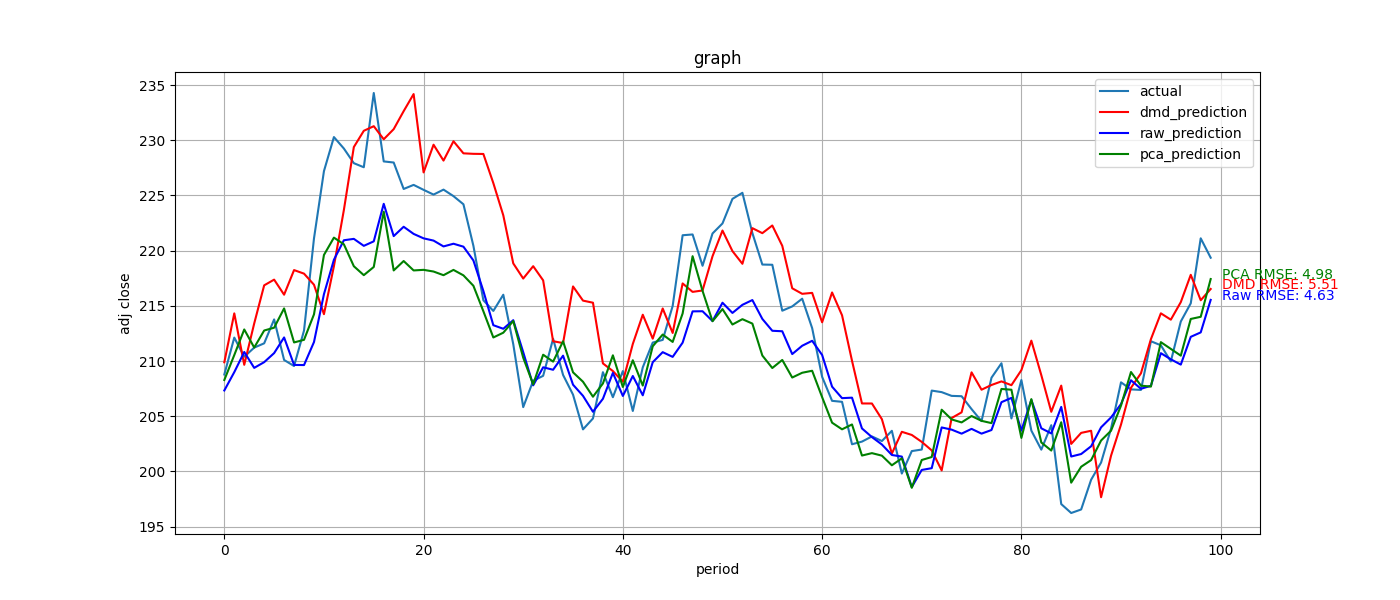 graph
235
230
225
220
215
210
205
200
195
adj close
0
20
40
60
80
100
period
actual
dmd_prediction
raw_prediction
pca_prediction
PCA RMSE: 4.98
DMD RMSE: 5.51
Raw RMSE: 4.63